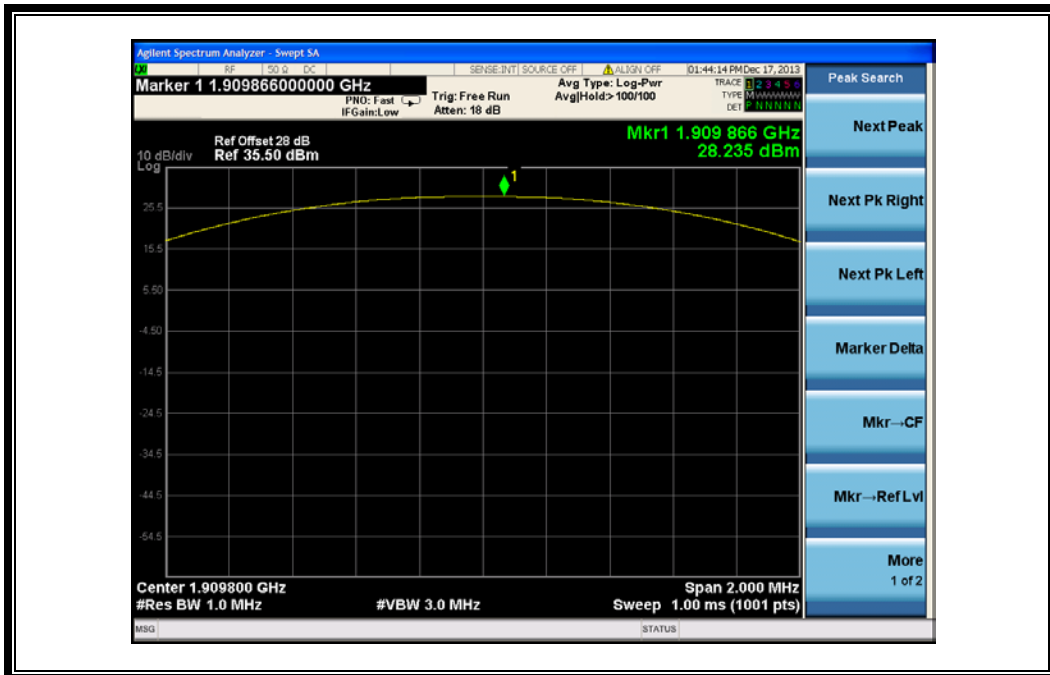 Agilent Spectrum Analyzer - Swept SA
RF 50 Ω DC SENSE:INT SOURCE OFF ALIGN OFF 01:44:14 PM Dec 17, 2013
Marker 1 1.909866000000 GHz
PNO: Fast
IFGain:Low
Trig: Free Run
Atten: 18 dB
Avg Type: Log-Pwr
Avg|Hold:>100/100
TRACE 1 2 3 4 5 6
TYPE M
DET P N N N N N
Mkr1 1.909 866 GHz
28.235 dBm
Ref Offset 28 dB
10 dB/div Ref 35.50 dBm
Log
1
25.5
15.5
5.50
-4.50
-14.5
-24.5
-34.5
-44.5
-54.5
Center 1.909800 GHz Span 2.000 MHz
#Res BW 1.0 MHz #VBW 3.0 MHz Sweep 1.00 ms (1001 pts)
MSG STATUS
Peak Search
Next Peak
Next Pk Right
Next Pk Left
Marker Delta
Mkr→CF
Mkr→Ref Lvl
More
1 of 2